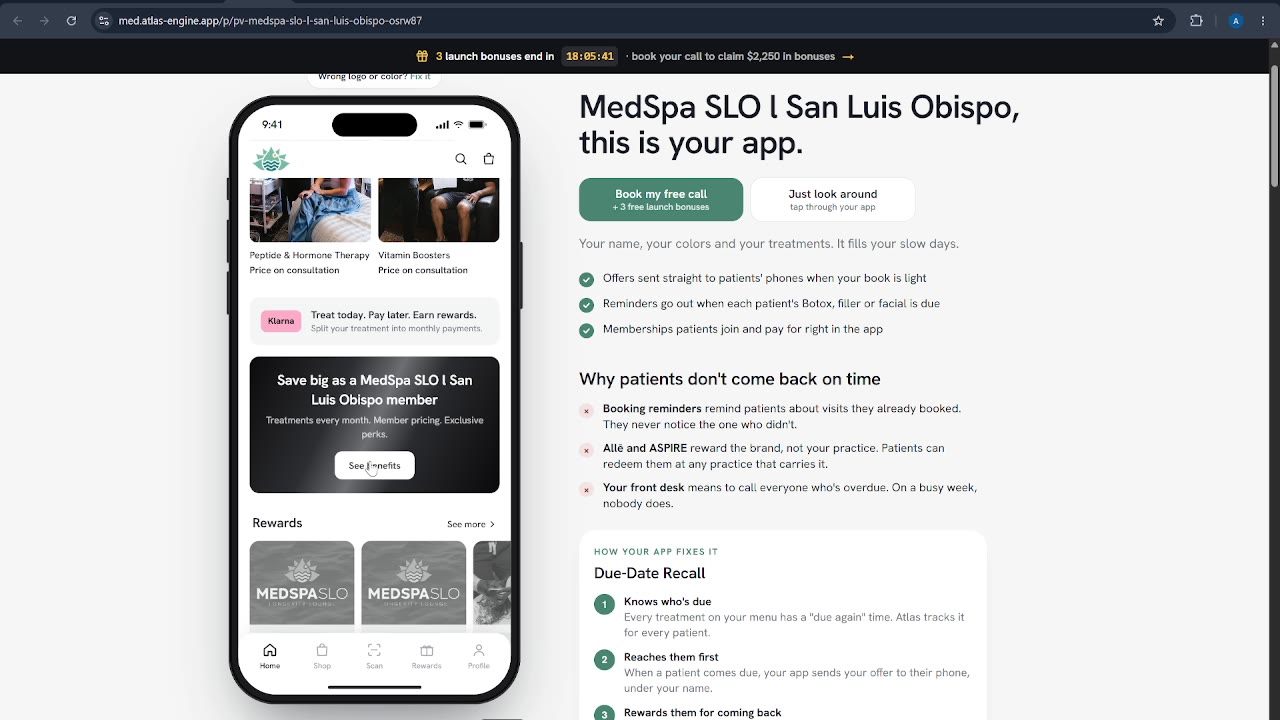 med.atlas-engine.app/p/pv-medspa-slo-l-san-luis-obispo-osrw87
A
3 launch bonuses end in 18:05:41 · book your call to claim $2,250 in bonuses →
Wrong logo or color? Fix it
9:41
Peptide & Hormone Therapy
Price on consultation
Vitamin Boosters
Price on consultation
Klarna
Treat today. Pay later. Earn rewards.
Split your treatment into monthly payments.
Save big as a MedSpa SLO l San
Luis Obispo member
Treatments every month. Member pricing. Exclusive
perks.
See benefits
Rewards
See more >
MEDSPASLO
LONGEVITY LOUNGE
MEDSPASLO
LONGEVITY LOUNGE
Home
Shop
Scan
Rewards
Profile
MedSpa SLO l San Luis Obispo,
this is your app.
Book my free call
+ 3 free launch bonuses
Just look around
tap through your app
Your name, your colors and your treatments. It fills your slow days.
Offers sent straight to patients' phones when your book is light
Reminders go out when each patient's Botox, filler or facial is due
Memberships patients join and pay for right in the app
Why patients don't come back on time
Booking reminders remind patients about visits they already booked.
They never notice the one who didn't.
Allē and ASPIRE reward the brand, not your practice. Patients can
redeem them at any practice that carries it.
Your front desk means to call everyone who's overdue. On a busy week,
nobody does.
HOW YOUR APP FIXES IT
Due-Date Recall
1
Knows who's due
Every treatment on your menu has a "due again" time. Atlas tracks it
for every patient.
2
Reaches them first
When a patient comes due, your app sends your offer to their phone,
under your name.
3
Rewards them for coming back